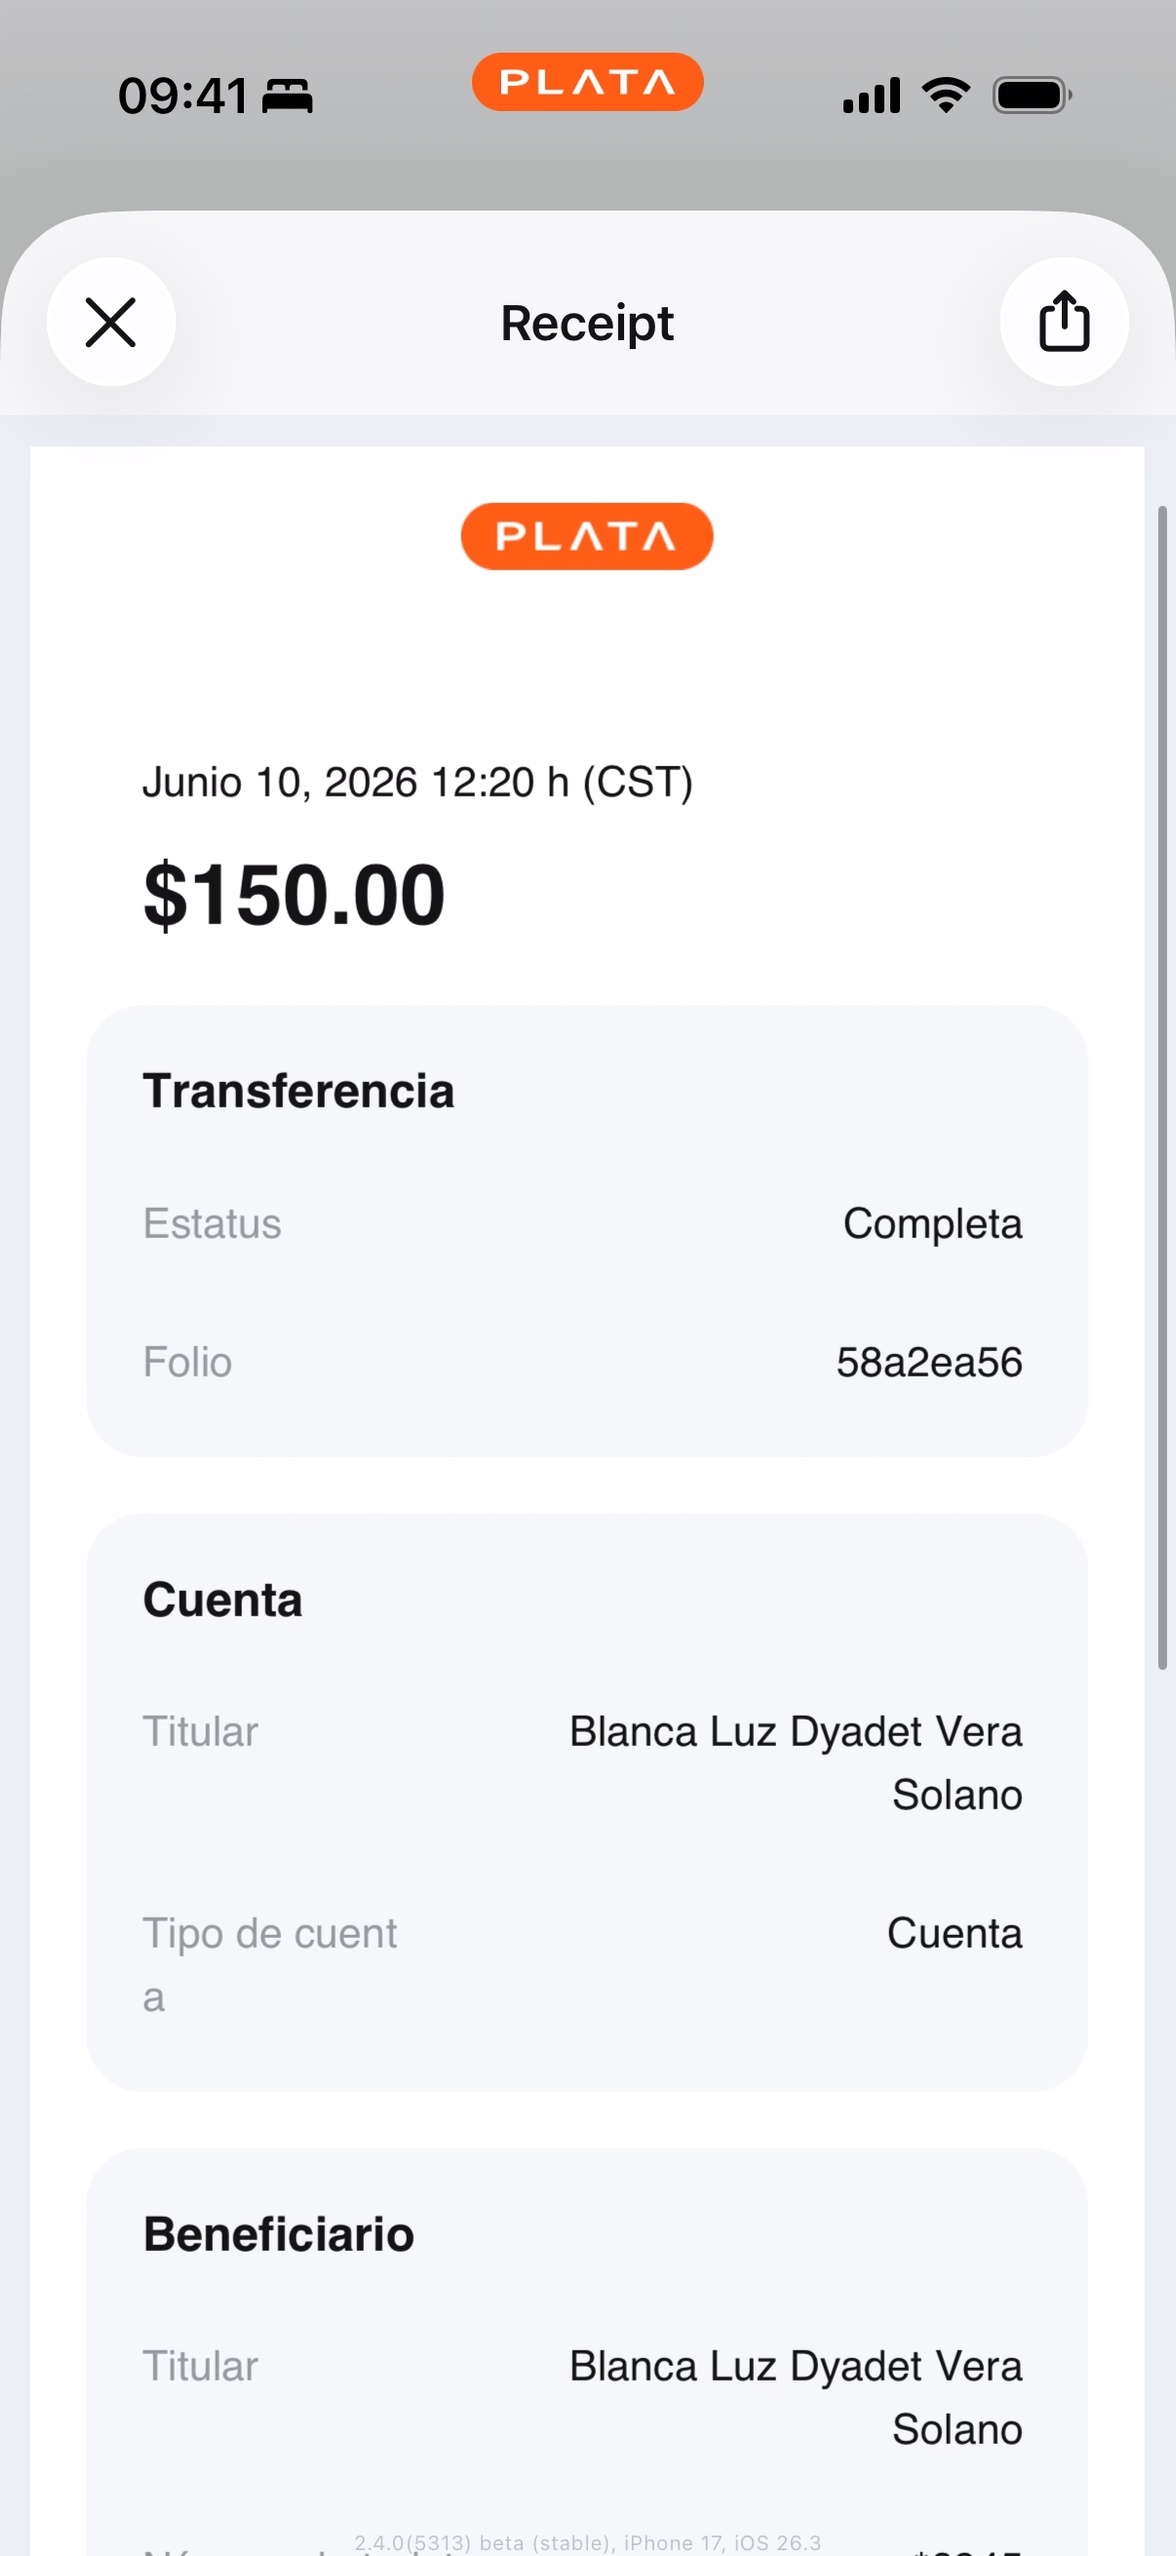 09:41
PLATA
Receipt
PLATA
Junio 10, 2026 12:20 h (CST)
$150.00
Transferencia
Estatus Completa
Folio 58a2ea56
Cuenta
Titular Blanca Luz Dyadet Vera
Solano
Tipo de cuent Cuenta
a
Beneficiario
Titular Blanca Luz Dyadet Vera
Solano
2.4.0(5313) beta (stable), iPhone 17, iOS 26.3